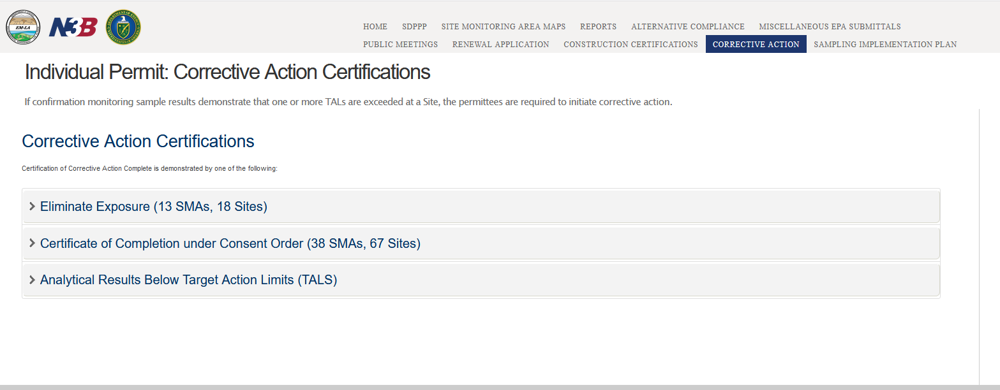 EM-LA
N3B
HOME SDPPP SITE MONITORING AREA MAPS REPORTS ALTERNATIVE COMPLIANCE MISCELLANEOUS EPA SUBMITTALS
PUBLIC MEETINGS RENEWAL APPLICATION CONSTRUCTION CERTIFICATIONS CORRECTIVE ACTION SAMPLING IMPLEMENTATION PLAN
Individual Permit: Corrective Action Certifications
If confirmation monitoring sample results demonstrate that one or more TALs are exceeded at a Site, the permittees are required to initiate corrective action.
Corrective Action Certifications
Certification of Corrective Action Complete is demonstrated by one of the following:
Eliminate Exposure (13 SMAs, 18 Sites)
Certificate of Completion under Consent Order (38 SMAs, 67 Sites)
Analytical Results Below Target Action Limits (TALS)